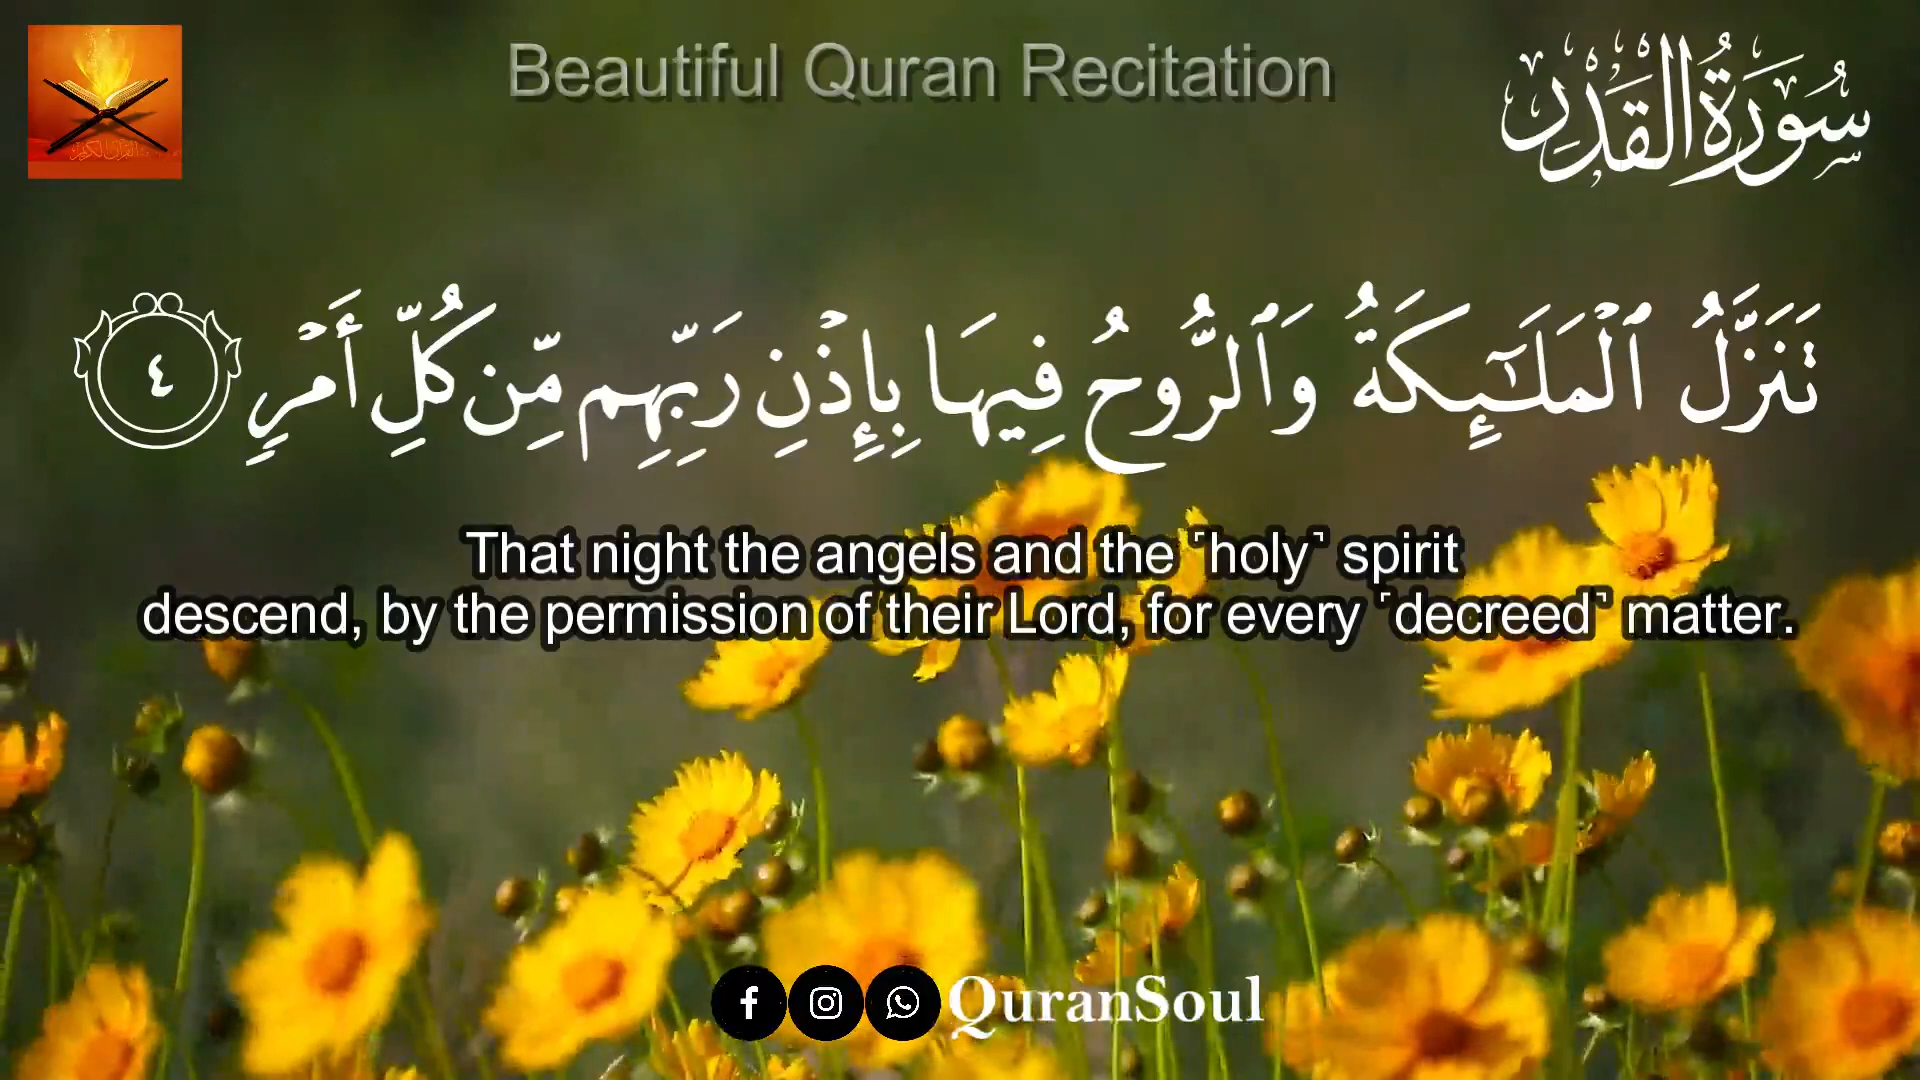 Beautiful Quran Recitation
سُورَةُ الْقَدْرِ
تَنَزَّلُ ٱلْمَلَـٰٓئِكَةُ وَٱلرُّوحُ فِيهَا بِإِذْنِ رَبِّهِم مِّن كُلِّ أَمْرٍ ٤
That night the angels and the ˹holy˺ spirit
descend, by the permission of their Lord, for every ˹decreed˺ matter.
QuranSoul